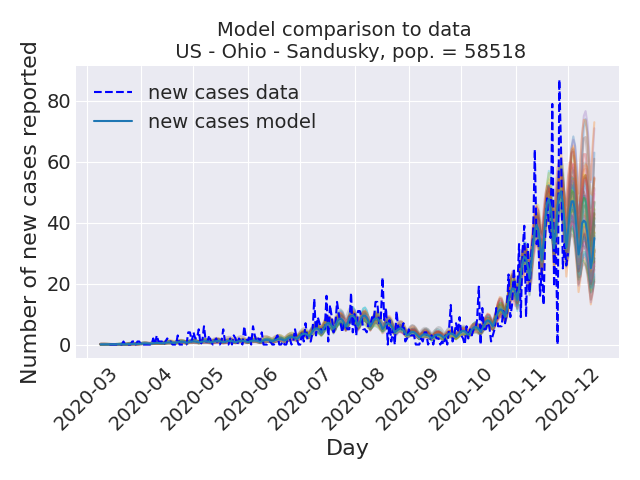 Model comparison to data
US - Ohio - Sandusky, pop. = 58518
Number of new cases reported
80
60
40
20
0
new cases data
new cases model
2020-03
2020-04
2020-05
2020-06
2020-07
2020-08
2020-09
2020-10
2020-11
2020-12
Day